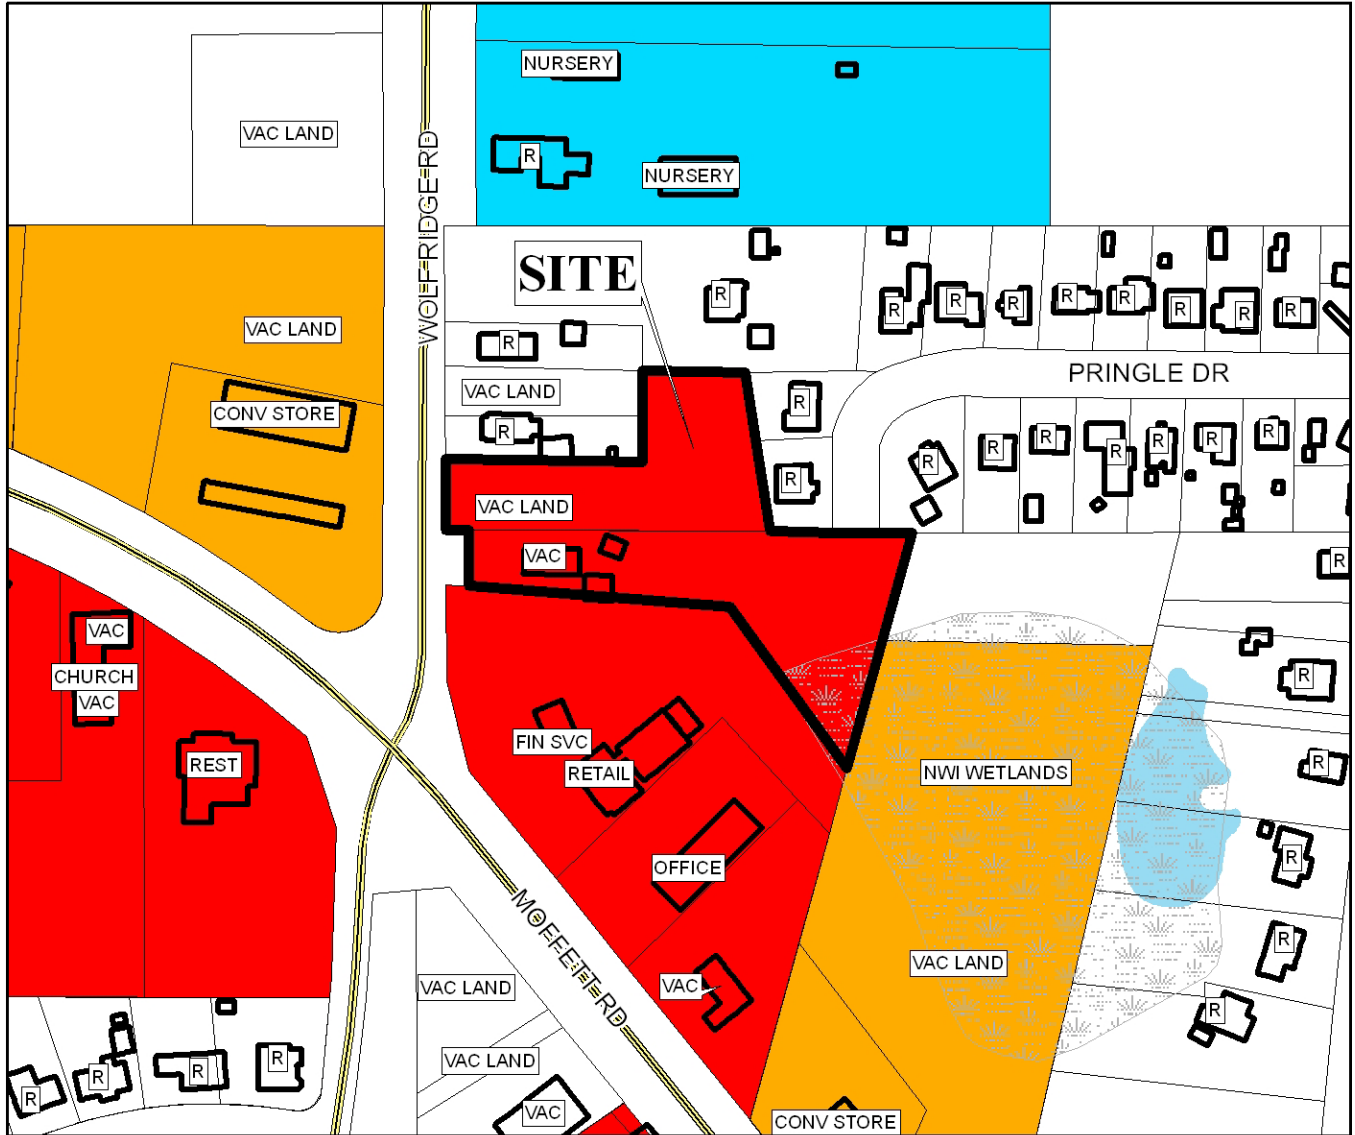 NURSERY
VAC LAND
WOLF RIDGE RD
R
NURSERY
SITE
R
R
R
R
R
R
R
R
R
VAC LAND
R
PRINGLE DR
VAC LAND
R
CONV STORE
R
R
R
R
R
R
R
R
R
VAC LAND
VAC
R
VAC
CHURCH
VAC
R
FIN SVC
REST
RETAIL
NWI WETLANDS
R
OFFICE
R
MOFFETT RD
R
VAC LAND
VAC
VAC LAND
R
VAC LAND
R
R
R
R
VAC
CONV STORE